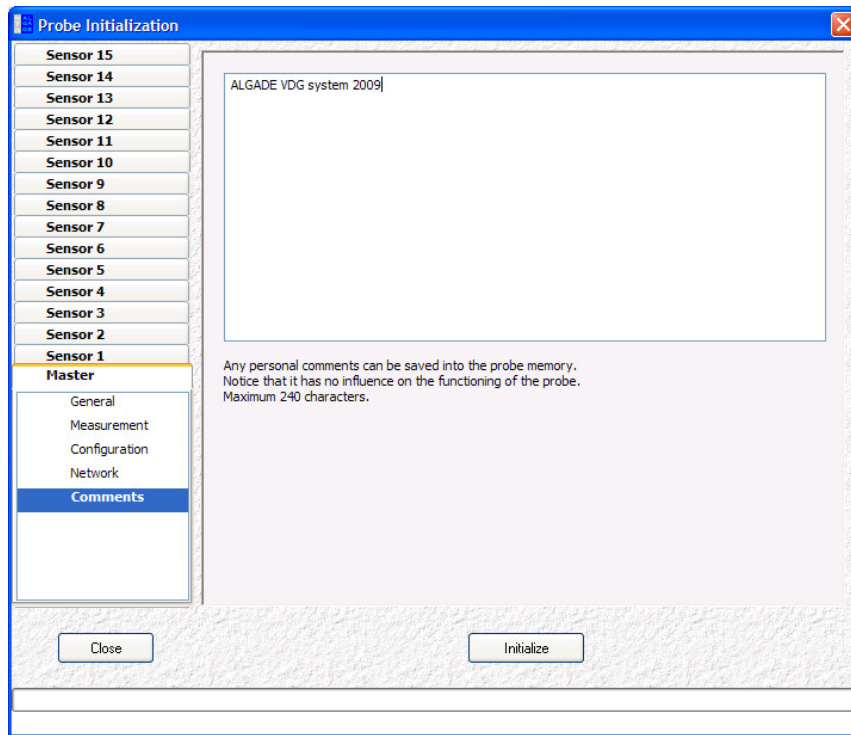 Probe Initialization
Sensor 15
Sensor 14
Sensor 13
Sensor 12
Sensor 11
Sensor 10
Sensor 9
Sensor 8
Sensor 7
Sensor 6
Sensor 5
Sensor 4
Sensor 3
Sensor 2
Sensor 1
Master
General
Measurement
Configuration
Network
Comments
ALGADE VDG system 2009
Any personal comments can be saved into the probe memory.
Notice that it has no influence on the functioning of the probe.
Maximum 240 characters.
Close
Initialize